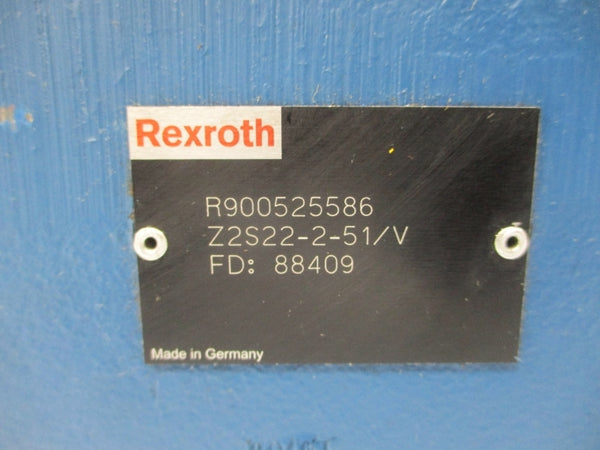 Rexroth
R900525586
Z2S22-2-51/V
FD: 88409
Made in Germany